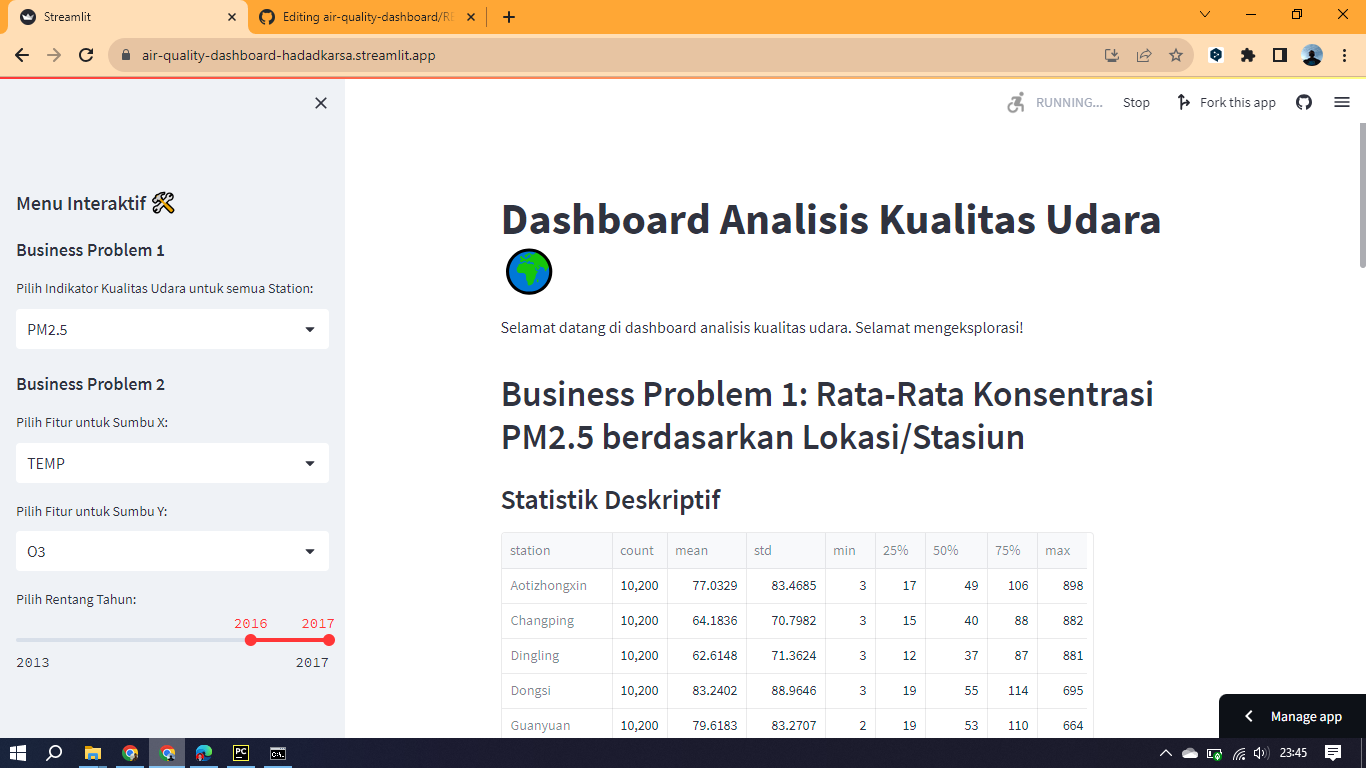 Streamlit
Editing air-quality-dashboard/RE
air-quality-dashboard-hadadkarsa.streamlit.app
RUNNING...
Stop
Fork this app
Menu Interaktif
Business Problem 1
Pilih Indikator Kualitas Udara untuk semua Station:
PM2.5
Business Problem 2
Pilih Fitur untuk Sumbu X:
TEMP
Pilih Fitur untuk Sumbu Y:
O3
Pilih Rentang Tahun:
2016 2017
2013 2017
Dashboard Analisis Kualitas Udara
Selamat datang di dashboard analisis kualitas udara. Selamat mengeksplorasi!
Business Problem 1: Rata-Rata Konsentrasi
PM2.5 berdasarkan Lokasi/Stasiun
Statistik Deskriptif
station count mean std min 25% 50% 75% max
Aotizhongxin 10,200 77.0329 83.4685 3 17 49 106 898
Changping 10,200 64.1836 70.7982 3 15 40 88 882
Dingling 10,200 62.6148 71.3624 3 12 37 87 881
Dongsi 10,200 83.2402 88.9646 3 19 55 114 695
Guanyuan 10,200 79.6183 83.2707 2 19 53 110 664
Manage app
PC
C:\.
23:45